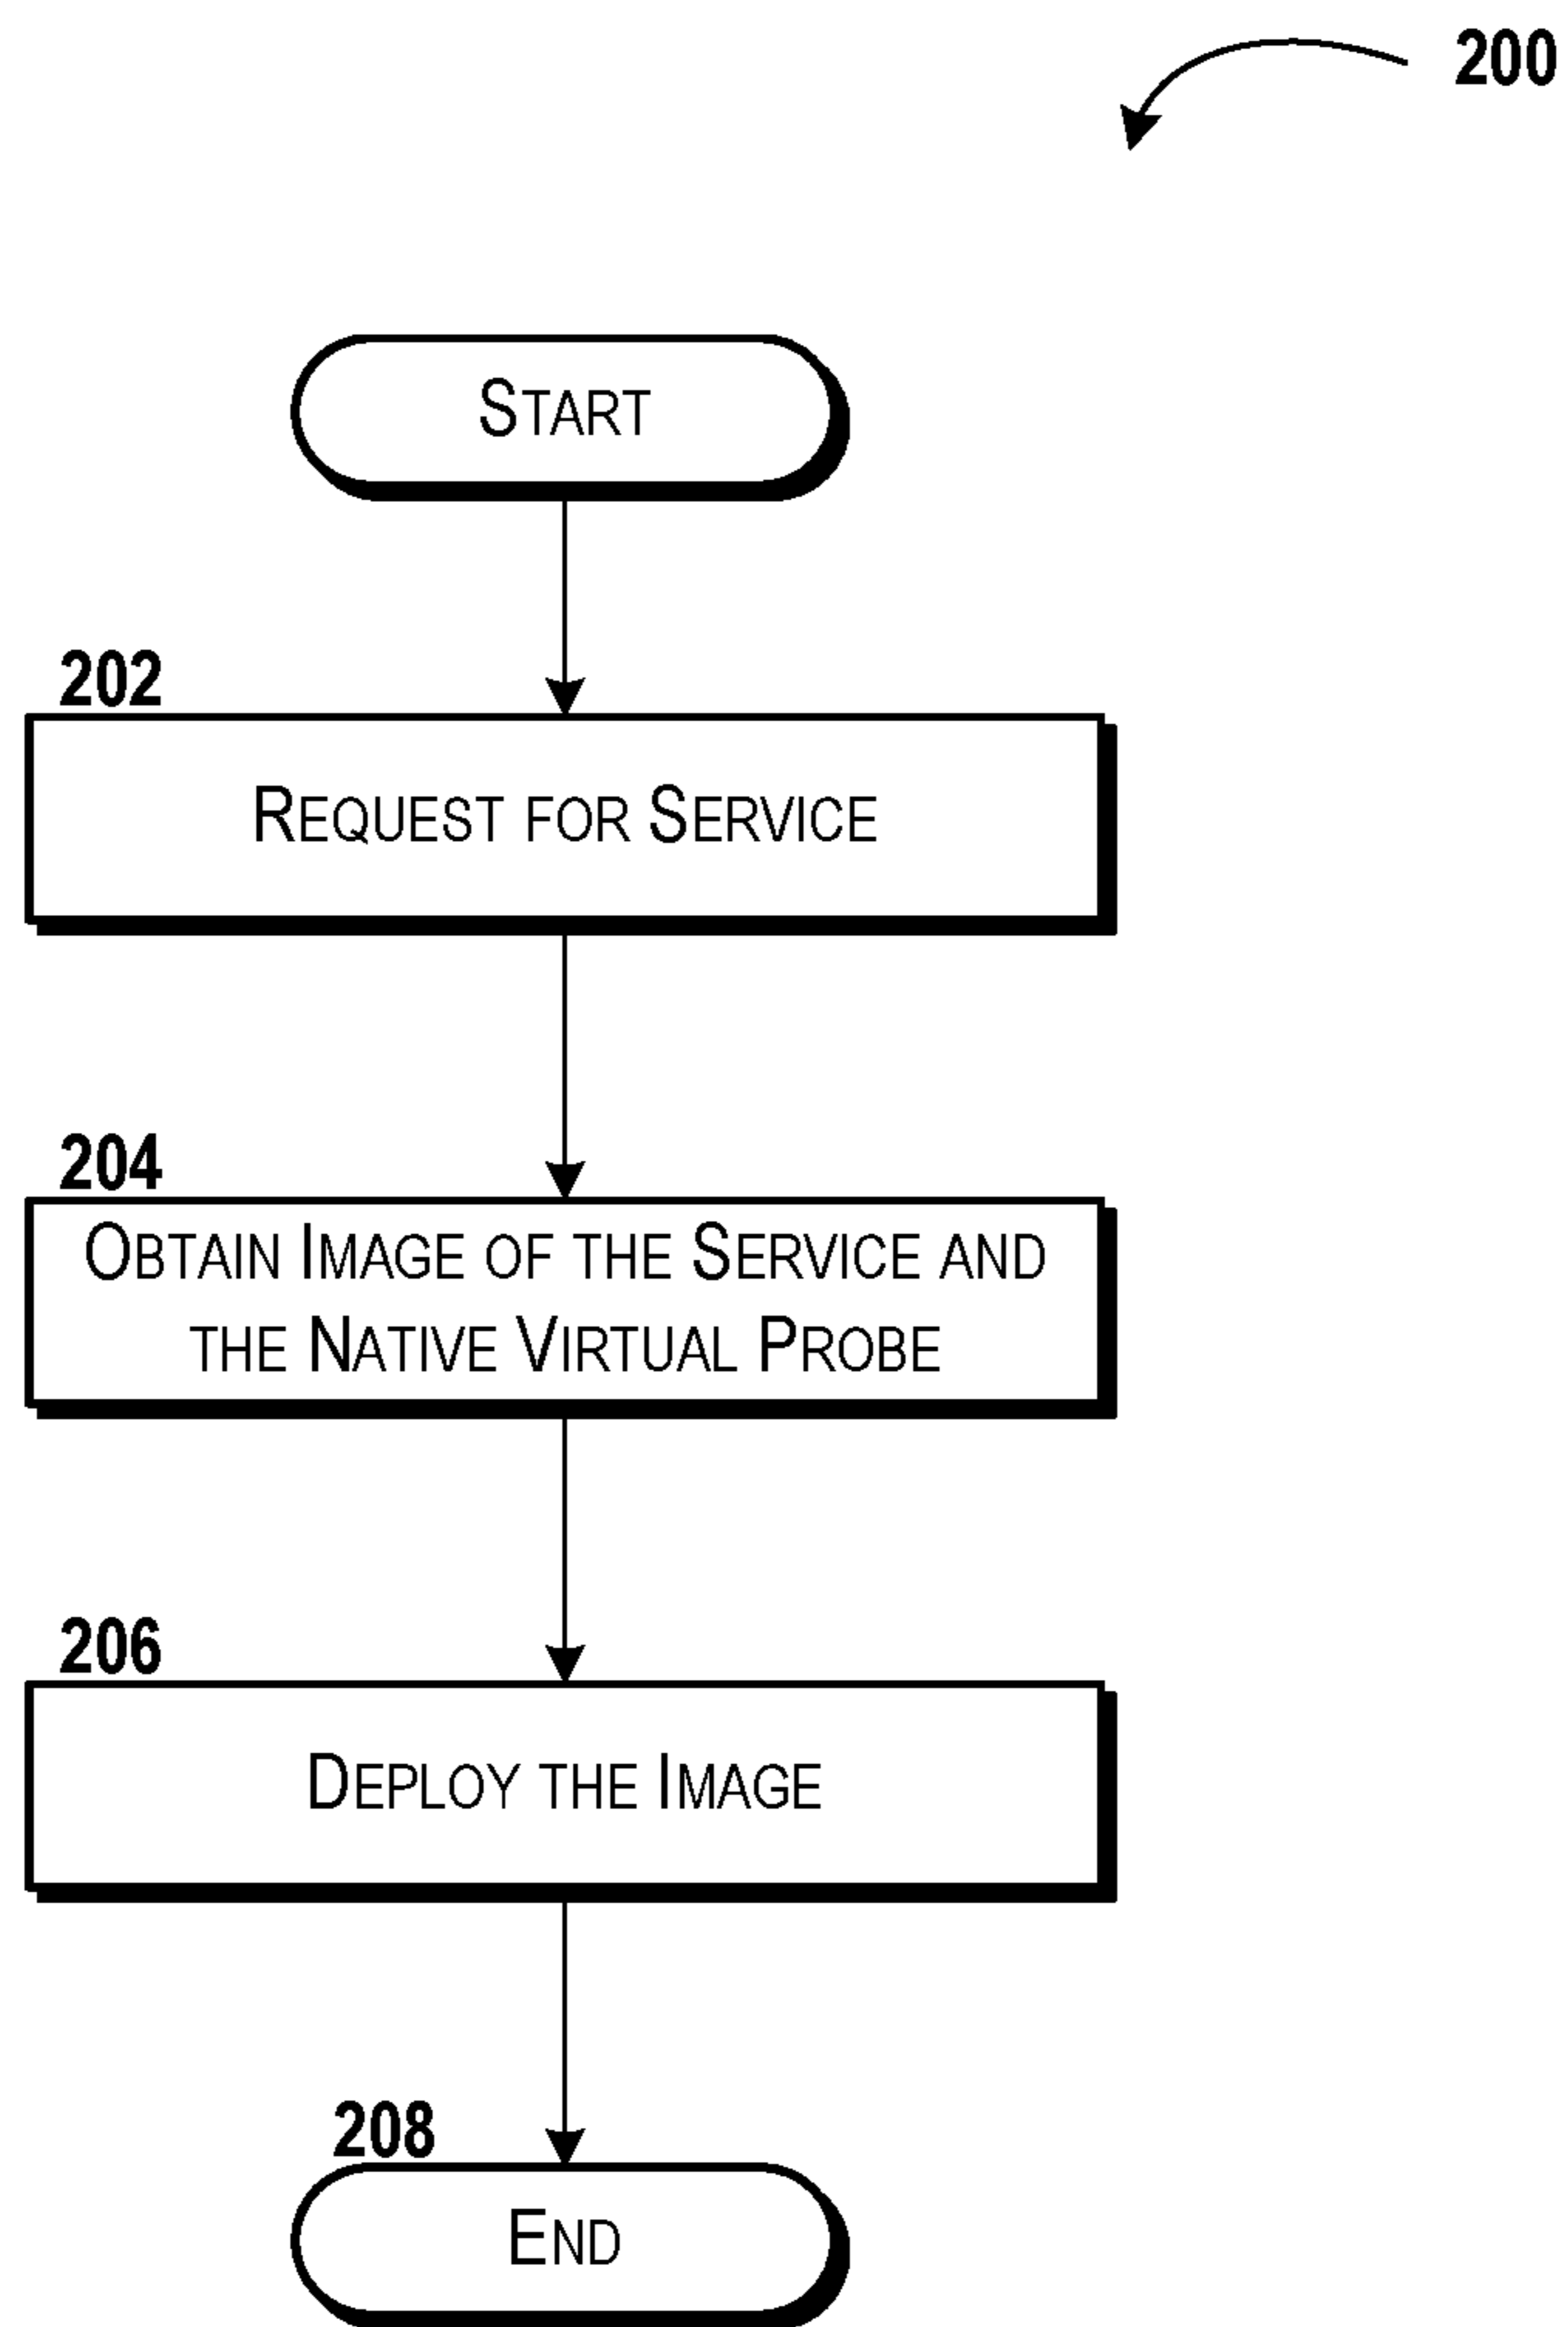 200
START
202
REQUEST FOR SERVICE
204
OBTAIN IMAGE OF THE SERVICE AND
THE NATIVE VIRTUAL PROBE
206
DEPLOY THE IMAGE
208
END